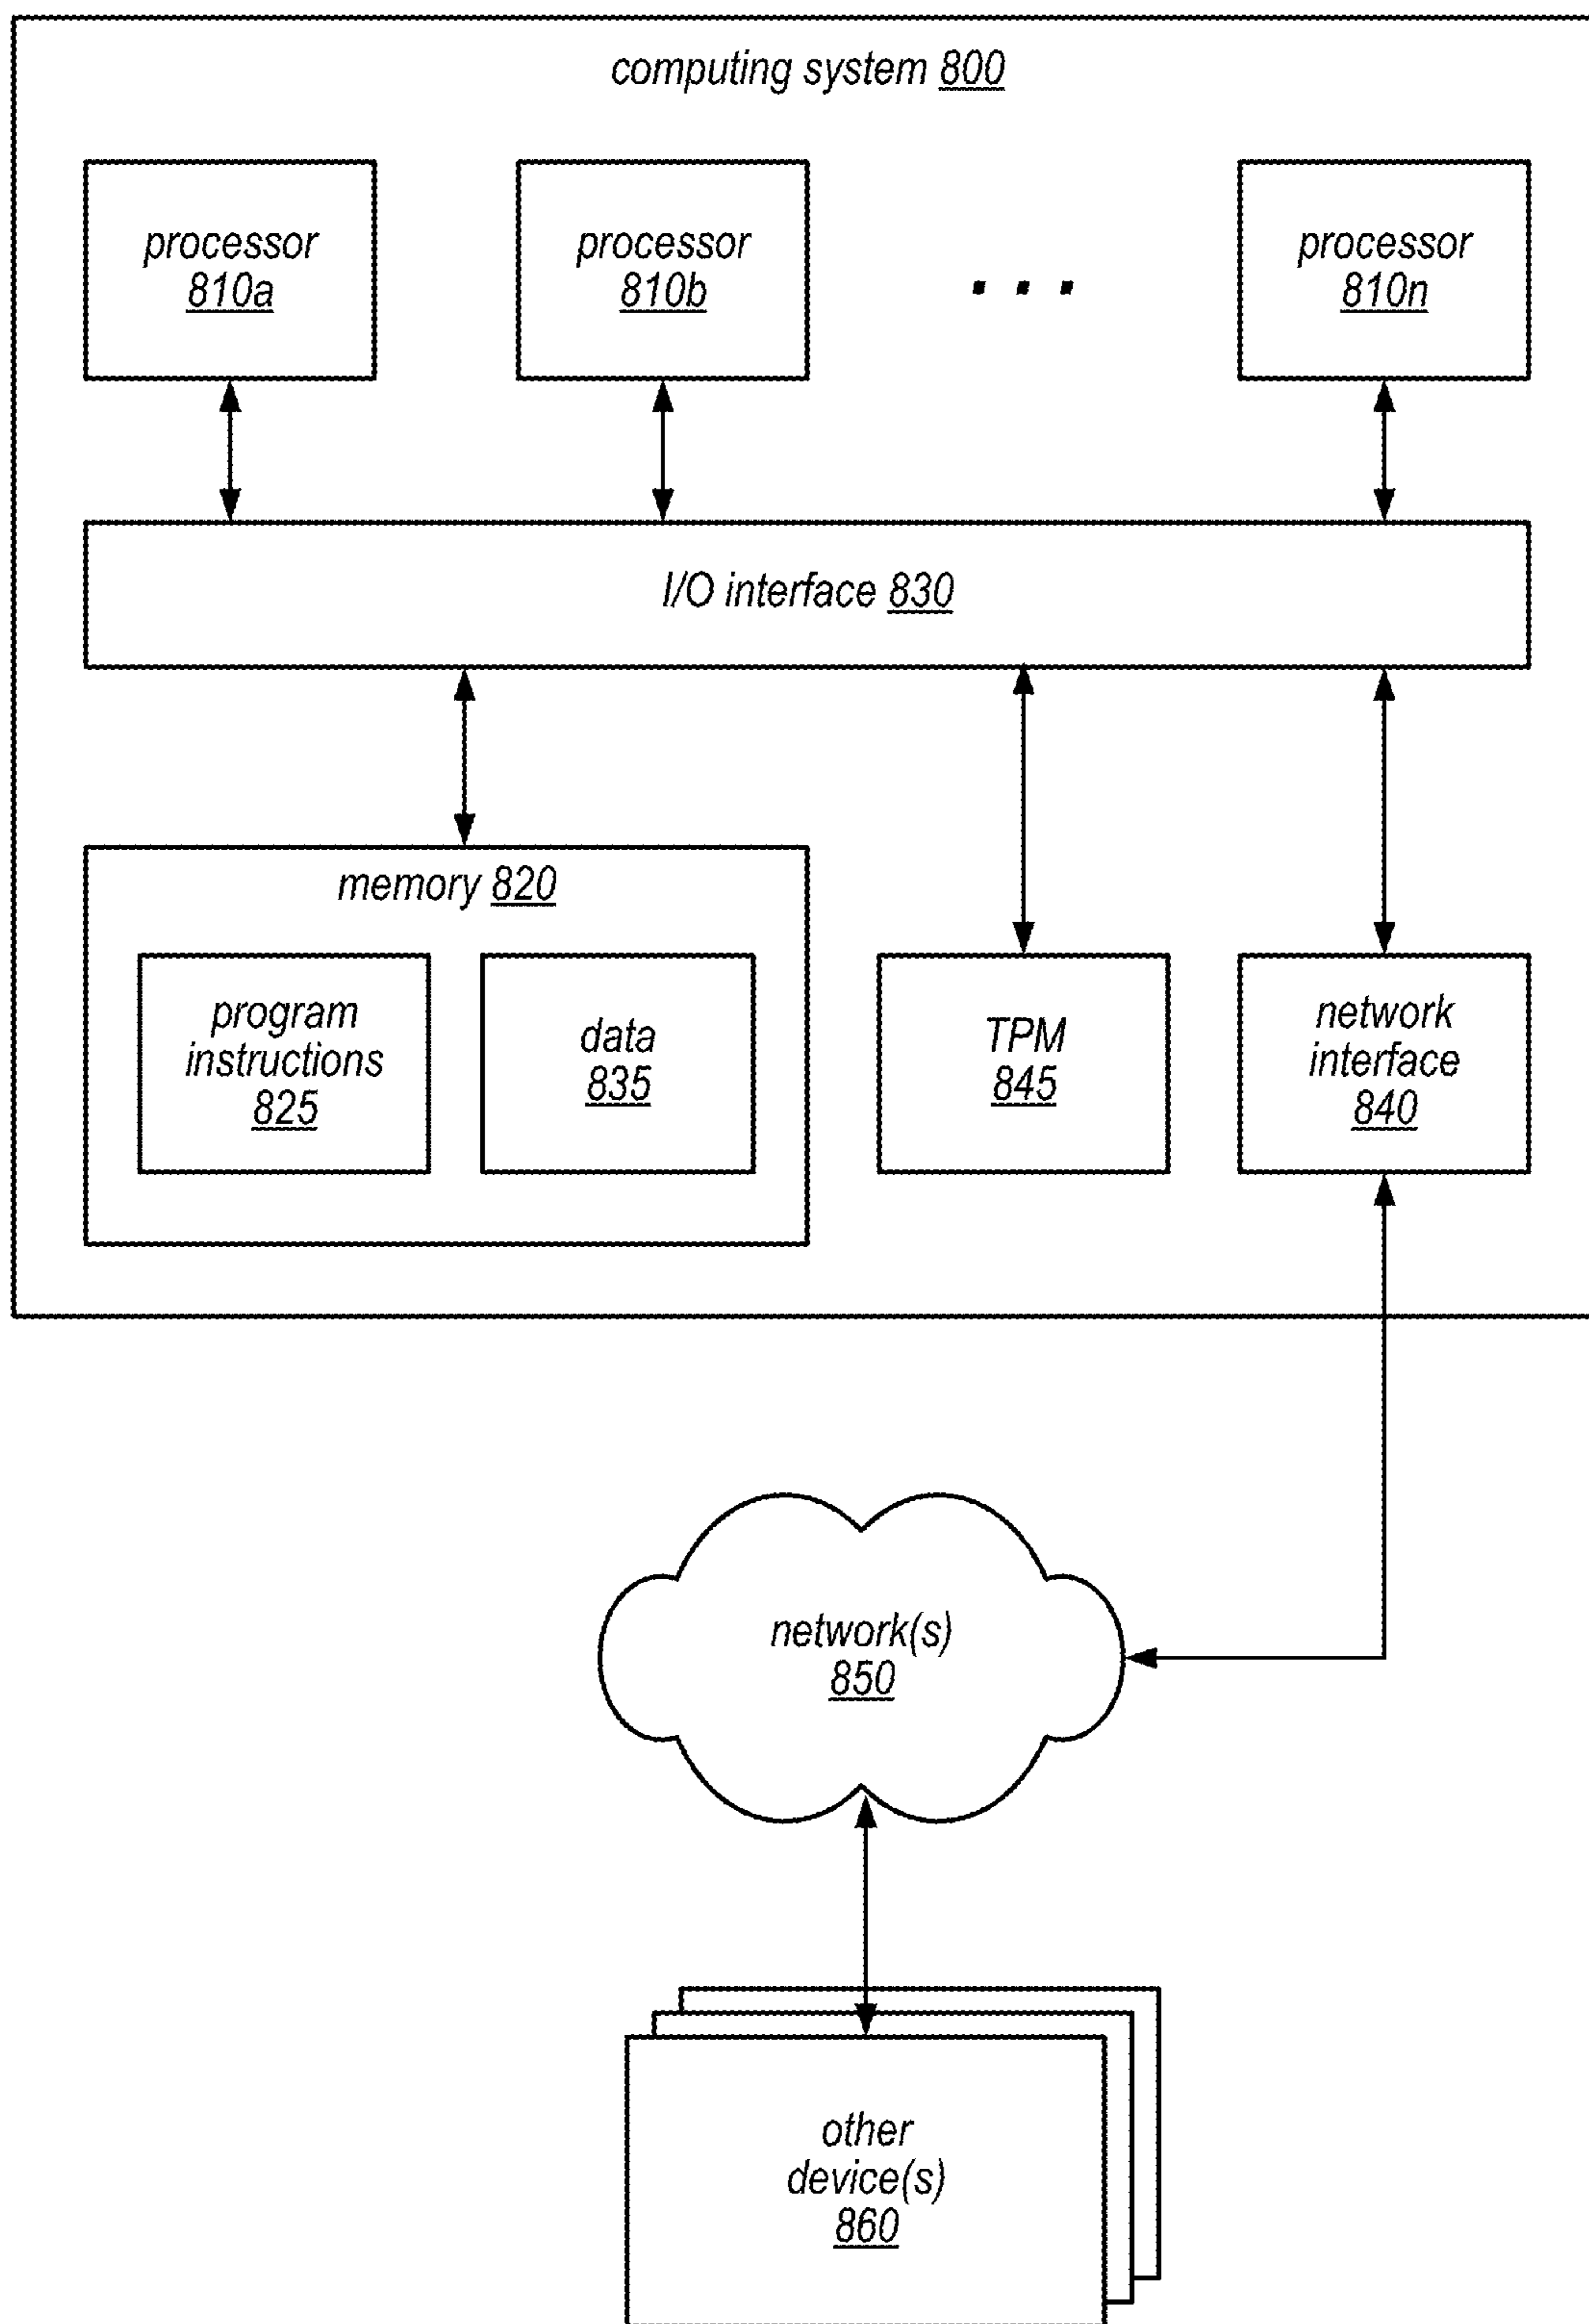 computing system 800
processor
810a
processor
810b
. . .
processor
810n
I/O interface 830
memory 820
program
instructions
825
data
835
TPM
845
network
interface
840
network(s)
850
other
device(s)
860